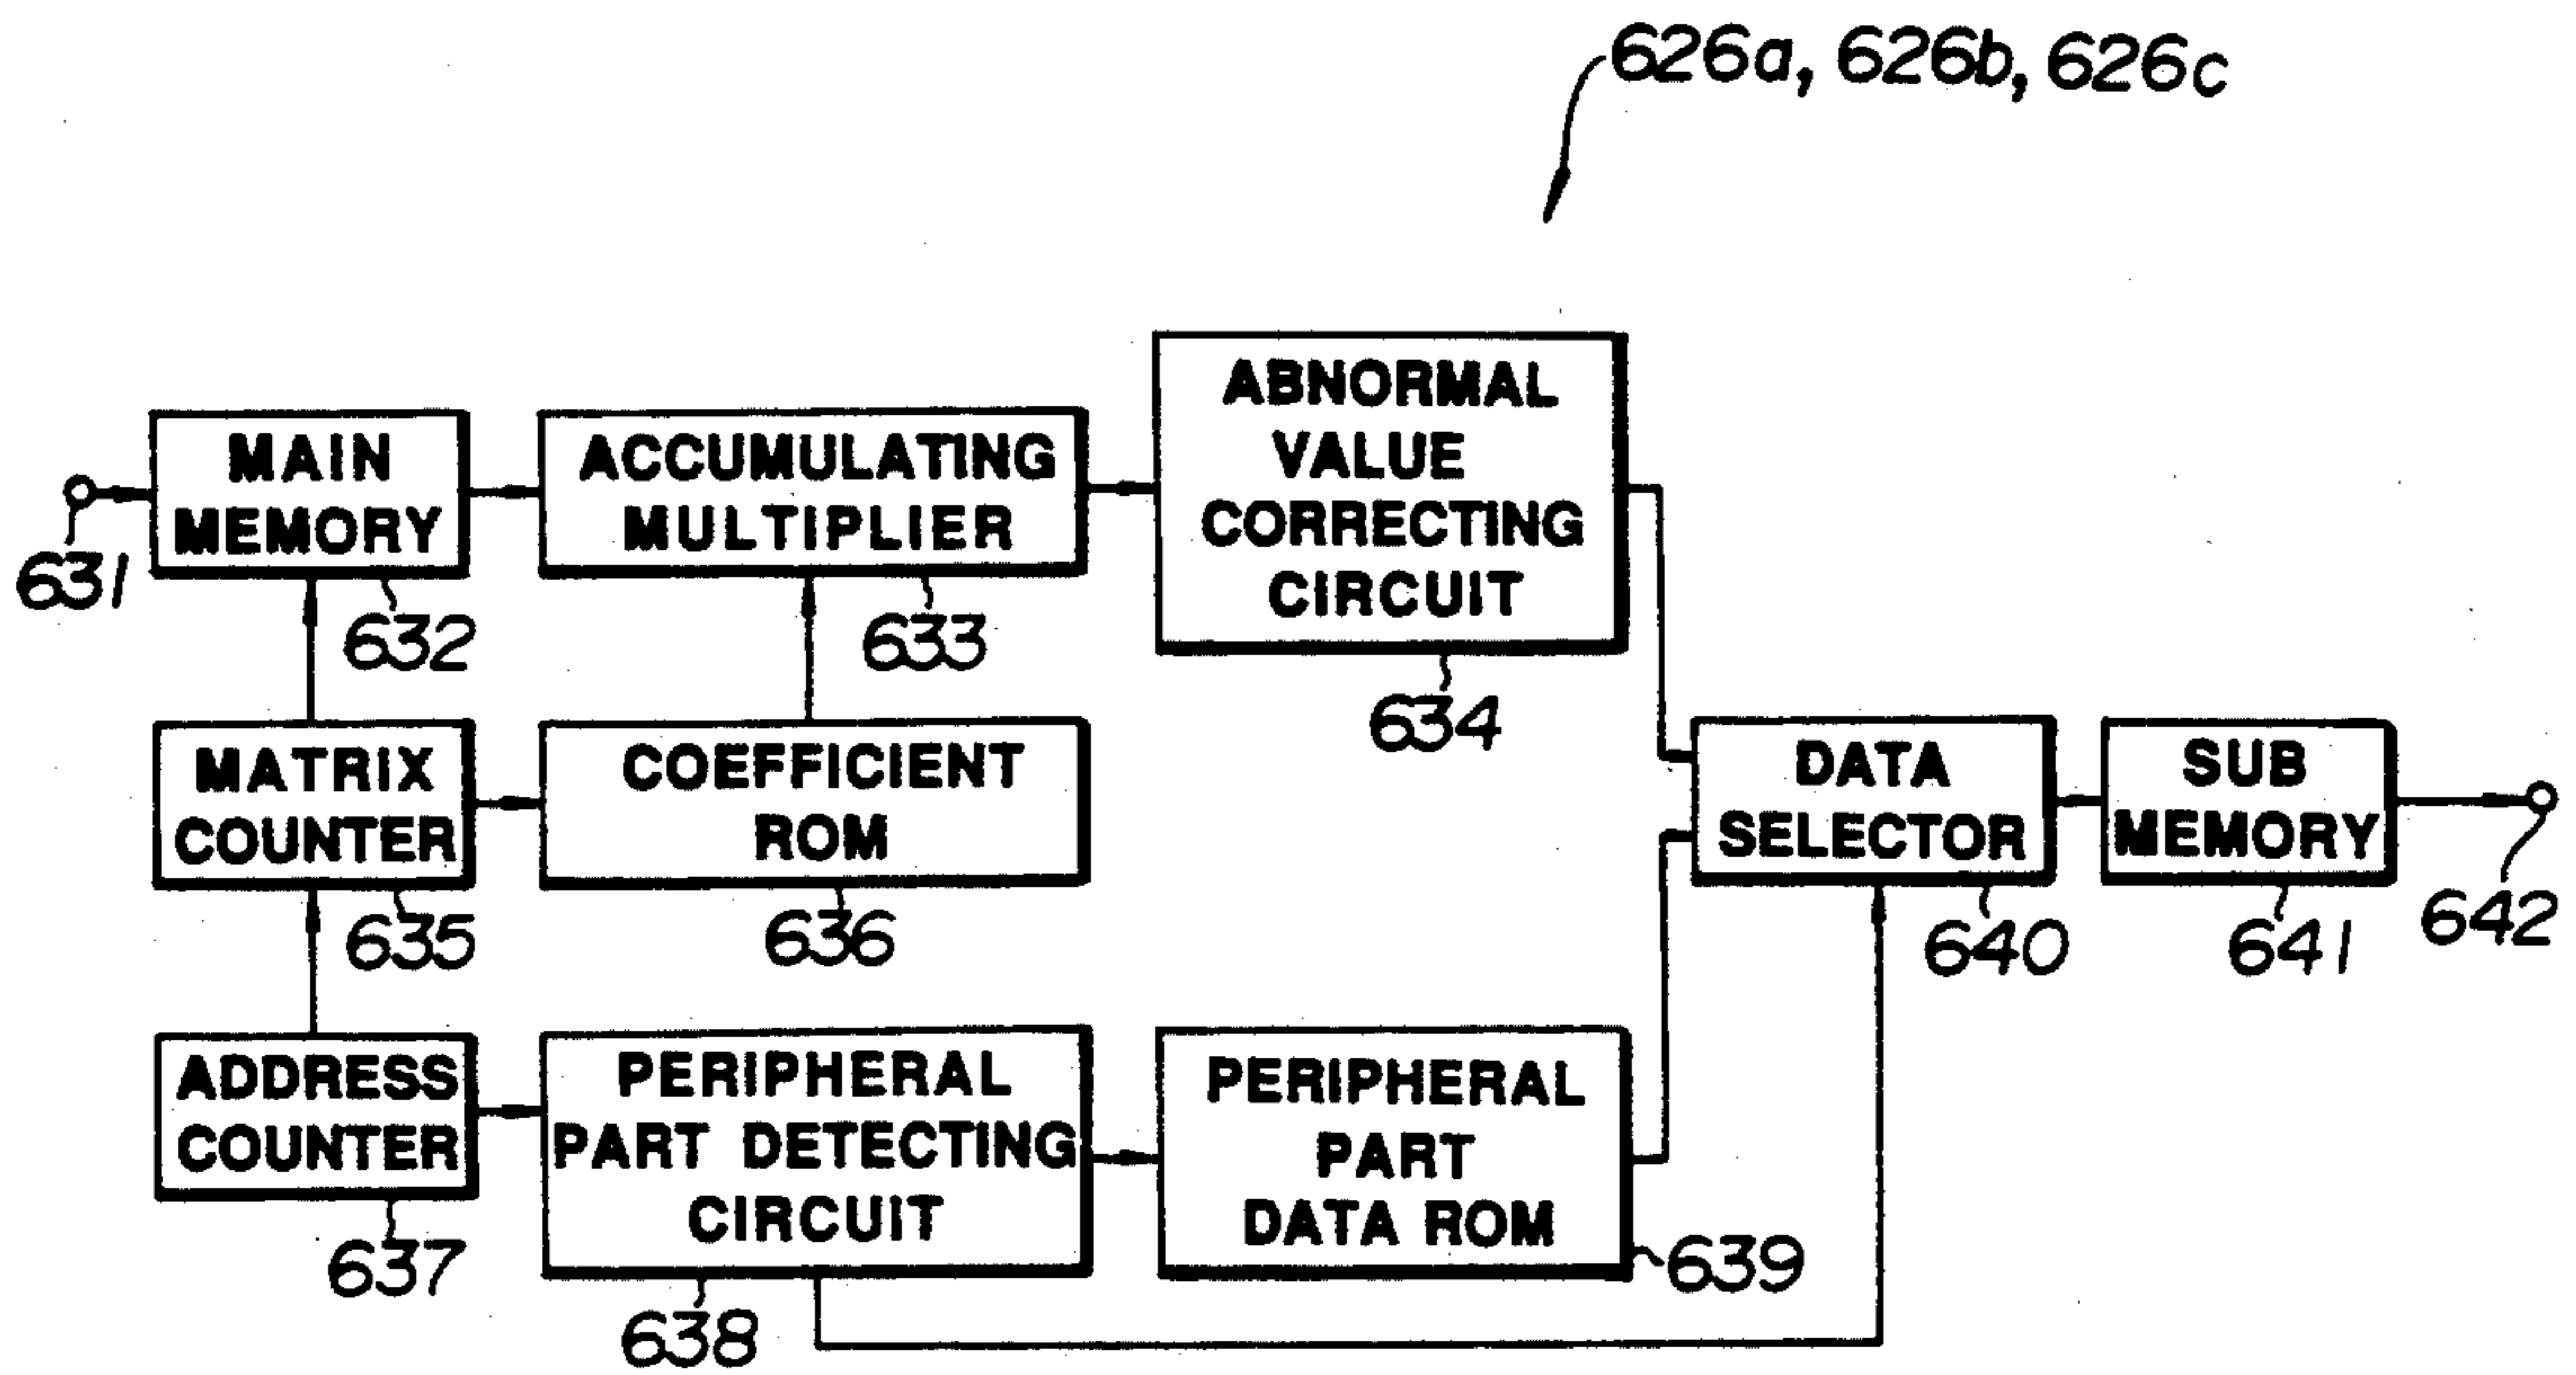 626a, 626b, 626c
ABNORMAL
VALUE
CORRECTING
CIRCUIT
634
MAIN
MEMORY
632
631
ACCUMULATING
MULTIPLIER
633
MATRIX
COUNTER
635
COEFFICIENT
ROM
636
DATA
SELECTOR
640
SUB
MEMORY
641
642
ADDRESS
COUNTER
637
PERIPHERAL
PART DETECTING
CIRCUIT
638
PERIPHERAL
PART
DATA ROM
639